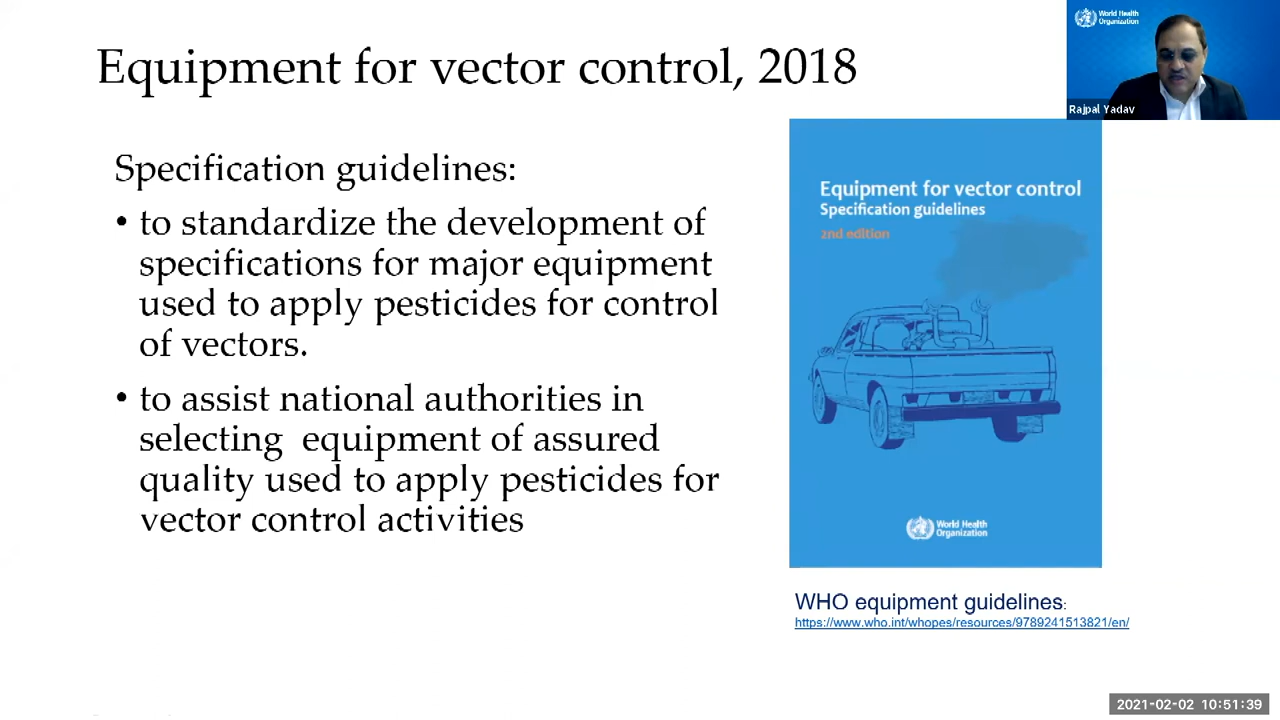 Equipment for vector control, 2018
World Health
Organization
Rajpal Yadav
Specification guidelines:
• to standardize the development of
specifications for major equipment
used to apply pesticides for control
of vectors.
• to assist national authorities in
selecting  equipment of assured
quality used to apply pesticides for
vector control activities
Equipment for vector control
Specification guidelines
2nd edition
World Health
Organization
WHO equipment guidelines:
https://www.who.int/whopes/resources/9789241513821/en/
2021-02-02 10:51:39